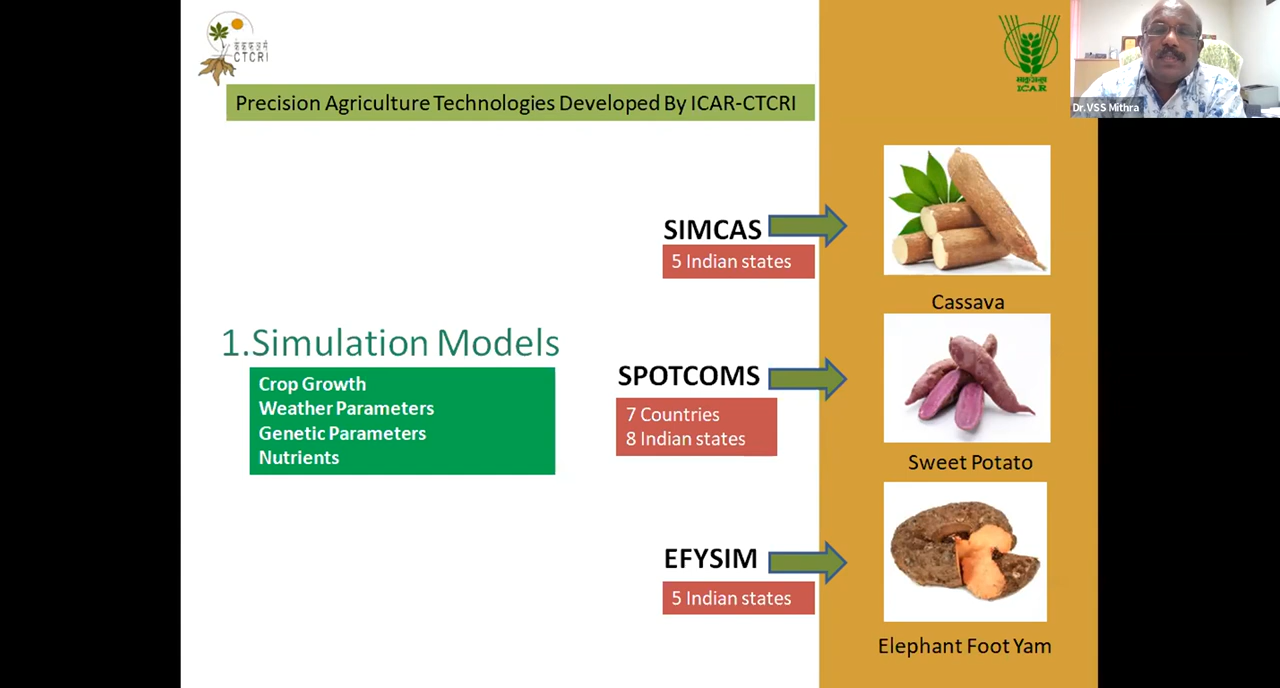 CTCRI
ICAR
Dr.VSS Mithra
Precision Agriculture Technologies Developed By ICAR-CTCRI
SIMCAS
5 Indian states
Cassava
1.Simulation Models
Crop Growth
Weather Parameters
Genetic Parameters
Nutrients
SPOTCOMS
7 Countries
8 Indian states
Sweet Potato
EFYSIM
5 Indian states
Elephant Foot Yam